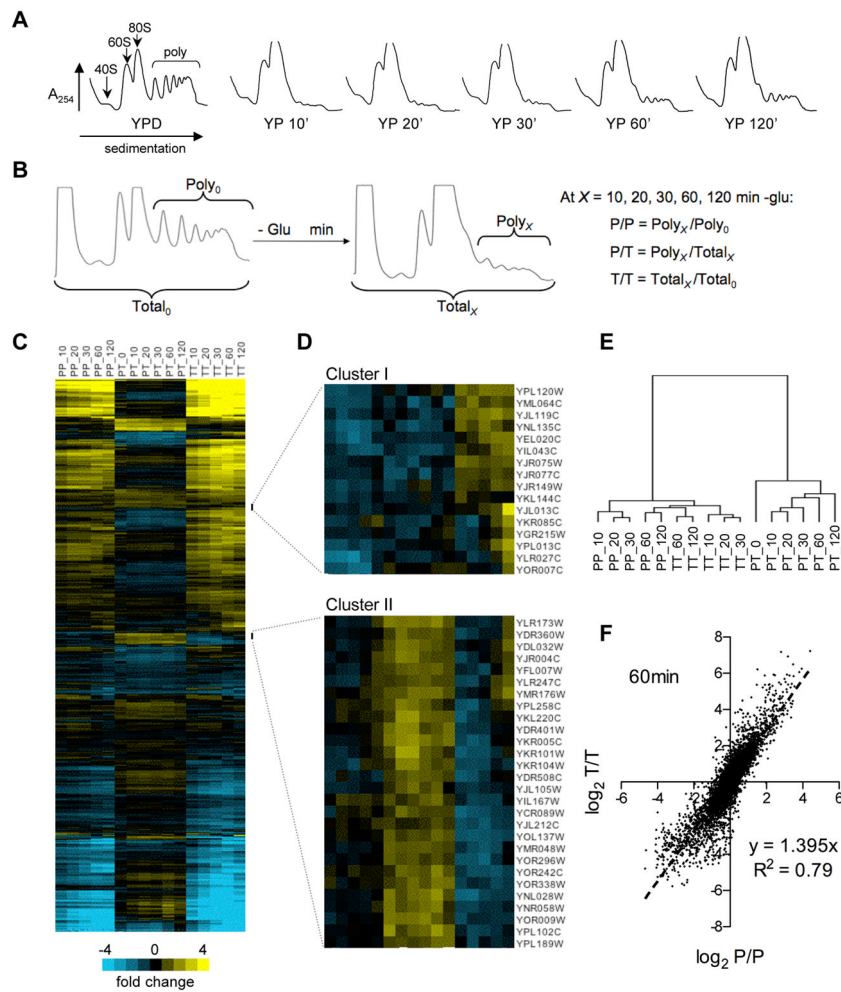 A
80S
60S
40S
poly
A254
YPD
sedimentation
YP 10'
YP 20'
YP 30'
YP 60'
YP 120'
B
Poly0
Total0
- Glu min
PolyX
TotalX
At X = 10, 20, 30, 60, 120 min -glu:
P/P = PolyX/Poly0
P/T = PolyX/TotalX
T/T = TotalX/Total0
C
PP_10
PP_20
PP_30
PP_60
PP_120
PT_0
PT_10
PT_20
PT_30
PT_60
PT_120
TT_10
TT_20
TT_30
TT_60
TT_120
-4 0 4
fold change
D
Cluster I
YPL120W
YML064C
YJL119C
YNL135C
YEL020C
YIL043C
YJR075W
YJR077C
YJR149W
YKL144C
YJL013C
YKR085C
YGR215W
YPL013C
YLR027C
YOR007C
Cluster II
YLR173W
YDR360W
YDL032W
YJR004C
YFL007W
YLR247C
YMR176W
YPL258C
YKL220C
YDR401W
YKR005C
YKR101W
YKR104W
YDR508C
YJL105W
YIL167W
YCR089W
YJL212C
YOL137W
YMR048W
YOR296W
YOR242C
YOR338W
YNL028W
YNR058W
YOR009W
YPL102C
YPL189W
E
PP_10
PP_20
PP_30
PP_60
PP_120
TT_60
TT_120
TT_10
TT_20
TT_30
PT_0
PT_10
PT_20
PT_30
PT_60
PT_120
F
60min
8
6
4
2
-6 -4 -2 2 4 6
-2
-4
-6
-8
log2 T/T
y = 1.395x
R2 = 0.79
log2 P/P